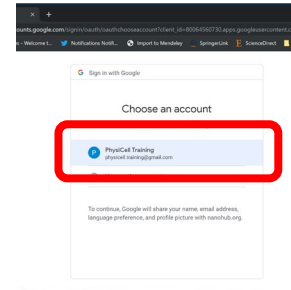 ounts.google.com/signin/oauth/oauthchooseaccount?client_id=80064560730.apps.googleusercontent.c
s - Welcome t... Notifications Notifi... Import to Mendeley SpringerLink ScienceDirect
G Sign in with Google
Choose an account
P PhysiCell Training
physicell.training@gmail.com
To continue, Google will share your name, email address,
language preference, and profile picture with nanohub.org.